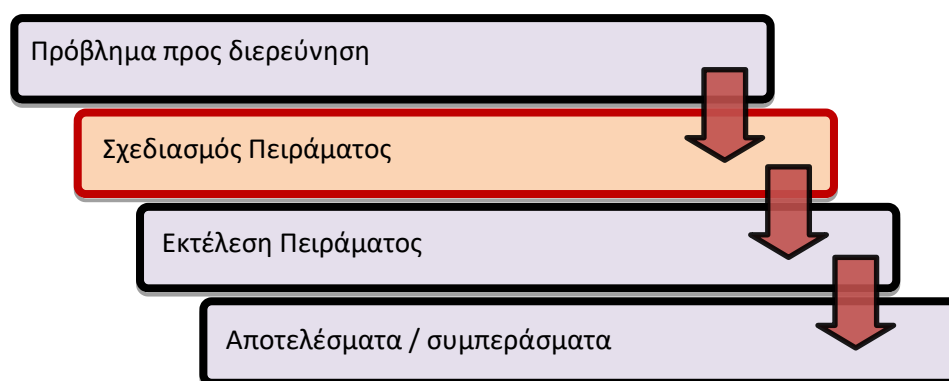 Πρόβλημα προς διερεύνηση
Σχεδιασμός Πειράματος
Εκτέλεση Πειράματος
Αποτελέσματα / συμπεράσματα